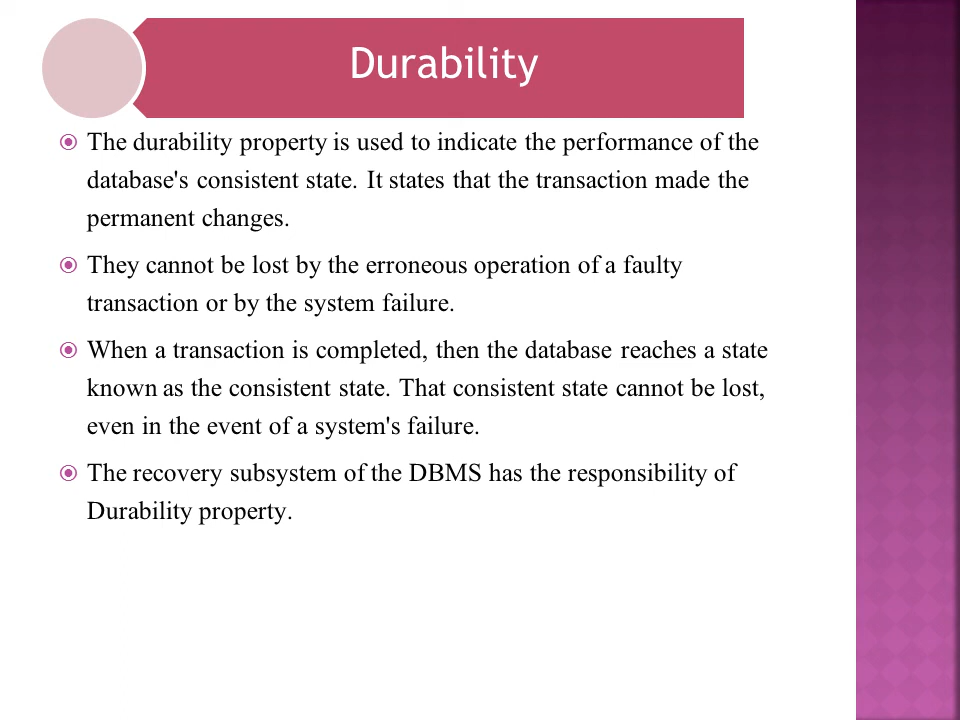 Durability
The durability property is used to indicate the performance of the
database's consistent state. It states that the transaction made the
permanent changes.
They cannot be lost by the erroneous operation of a faulty
transaction or by the system failure.
When a transaction is completed, then the database reaches a state
known as the consistent state. That consistent state cannot be lost,
even in the event of a system's failure.
The recovery subsystem of the DBMS has the responsibility of
Durability property.